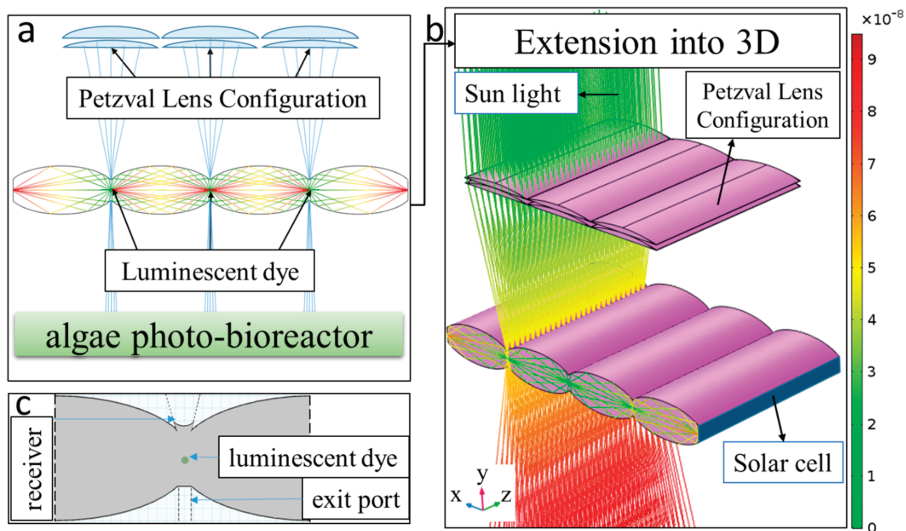 a
Petzval Lens Configuration
Luminescent dye
algae photo-bioreactor
b
Extension into 3D
Sun light
Petzval Lens
Configuration
Solar cell
y
x
z
×10⁻⁸
9
8
7
6
5
4
3
2
1
0
c
receiver
luminescent dye
exit port